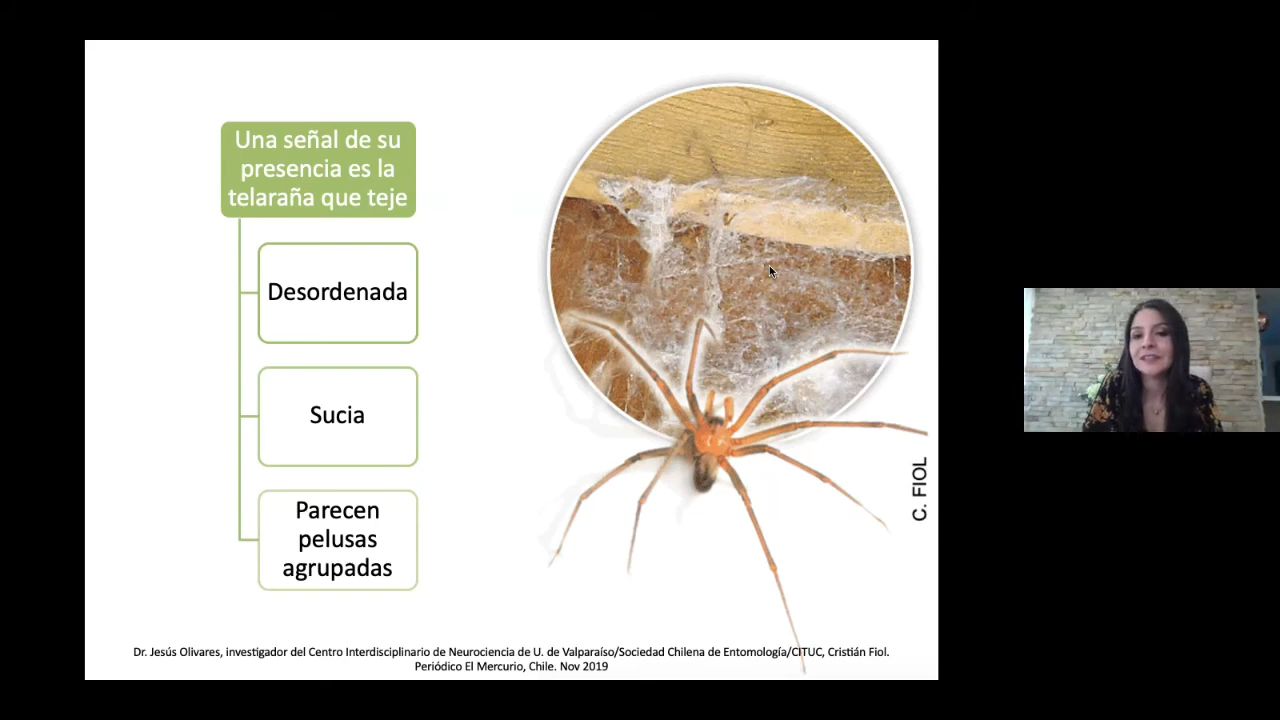 Una señal de su
presencia es la
telaraña que teje
Desordenada
Sucia
Parecen
pelusas
agrupadas
C. FIOL
Dr. Jesús Olivares, investigador del Centro Interdisciplinario de Neurociencia de U. de Valparaíso/Sociedad Chilena de Entomología/CITUC, Cristián Fiol.
Periódico El Mercurio, Chile. Nov 2019